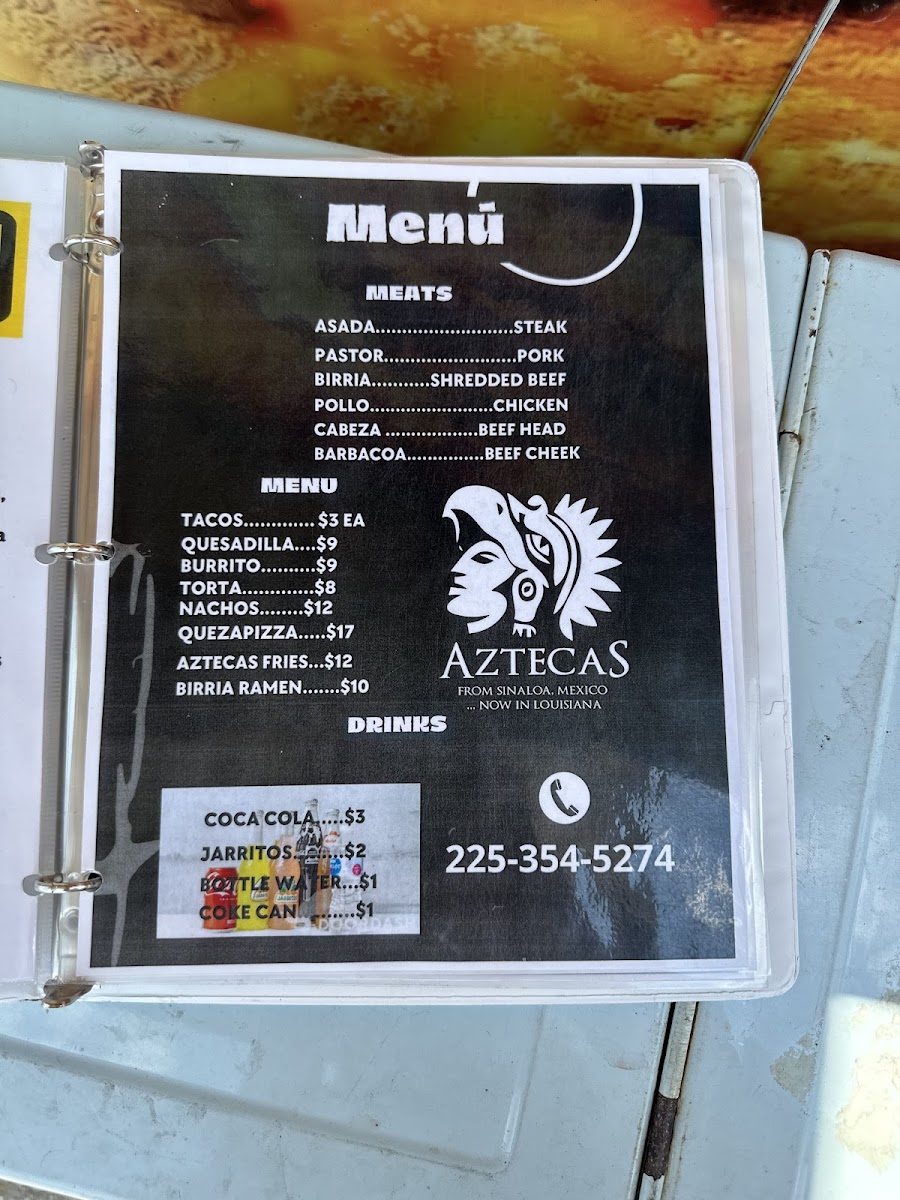 Menú
MEATS
ASADA..........................STEAK
PASTOR.........................PORK
BIRRIA...........SHREDDED BEEF
POLLO.......................CHICKEN
CABEZA .................BEEF HEAD
BARBACOA...............BEEF CHEEK
MENU
TACOS............. $3 EA
QUESADILLA....$9
BURRITO..........$9
TORTA.............$8
NACHOS........$12
QUEZAPIZZA.....$17
AZTECAS FRIES...$12
BIRRIA RAMEN.......$10
AZTECAS
FROM SINALOA, MEXICO
... NOW IN LOUISIANA
DRINKS
COCA COLA.....$3
JARRITOS.........$2
BOTTLE WATER...$1
COKE CAN..........$1
DOORDASH
225-354-5274